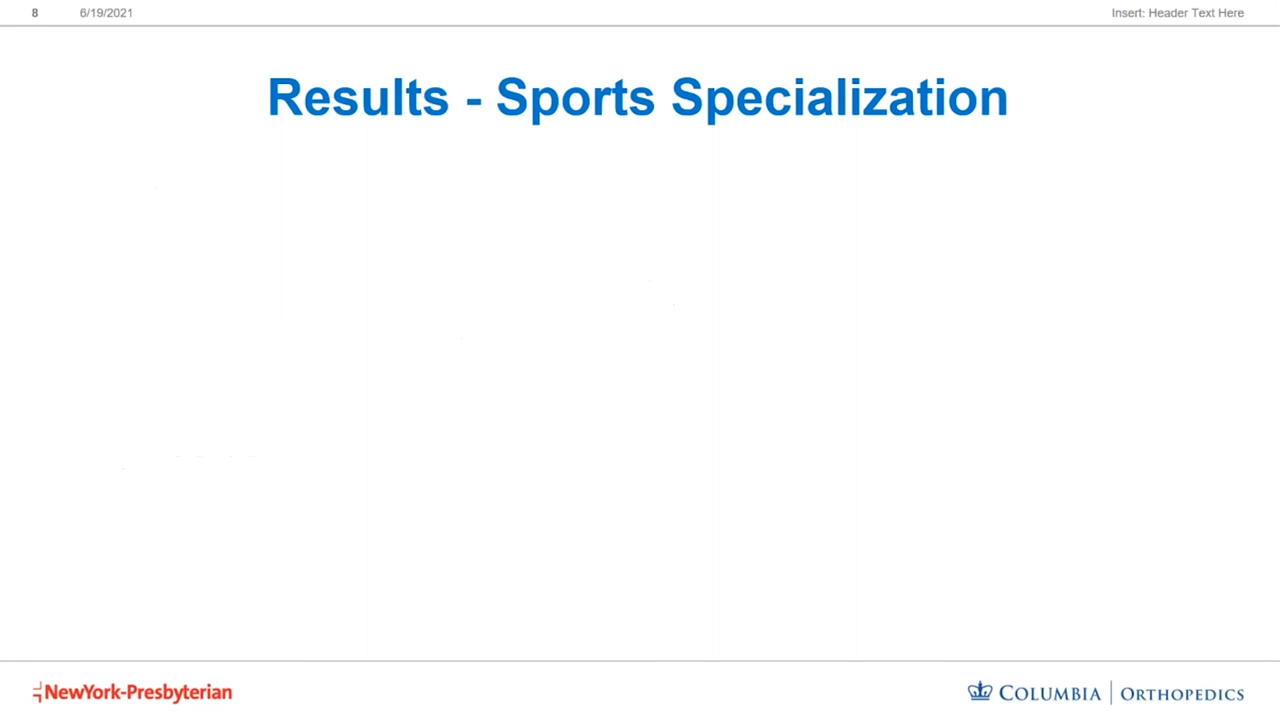 8 6/19/2021 Insert: Header Text Here
Results - Sports Specialization
NewYork-Presbyterian COLUMBIA | ORTHOPEDICS